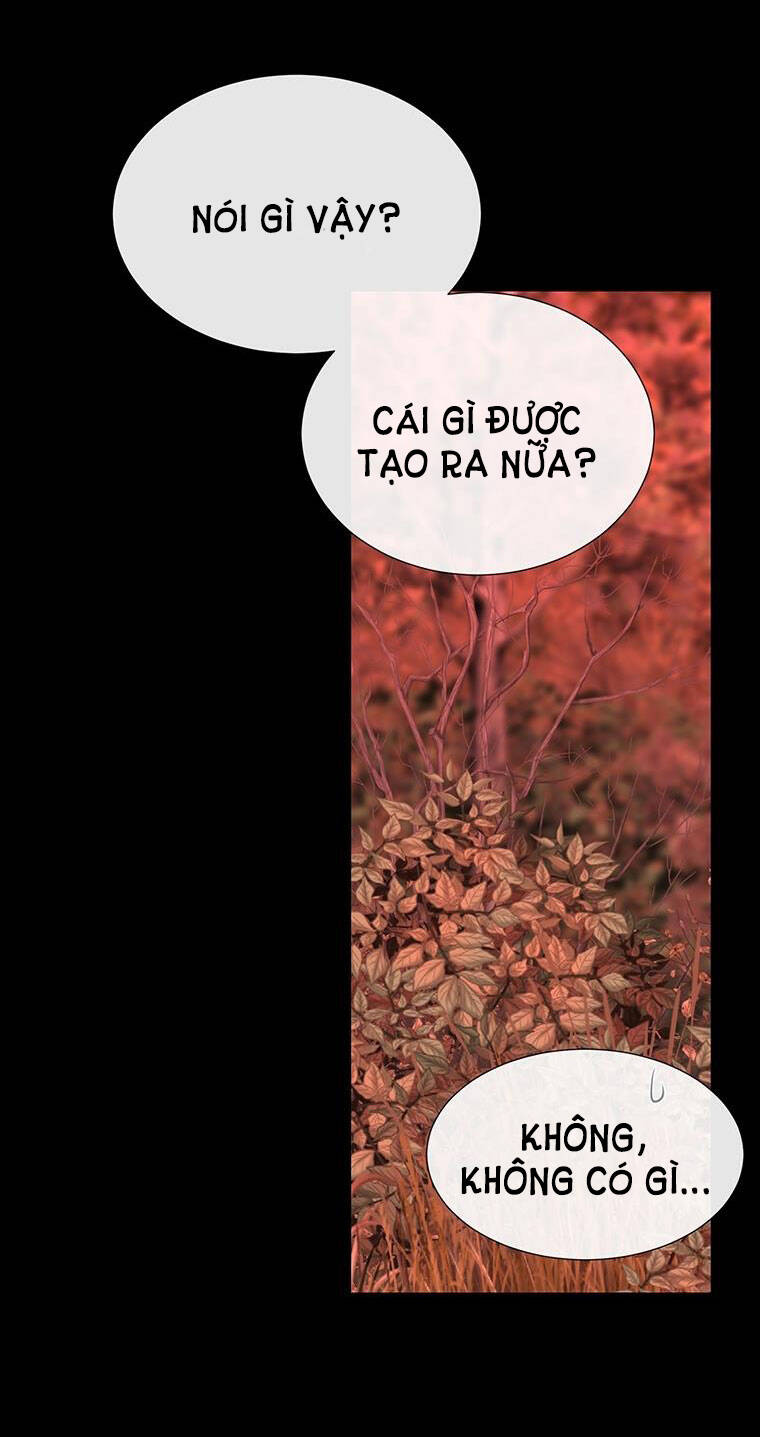 NÓI GÌ VẬY?
CÁI GÌ ĐƯỢC
TẠO RA NỮA?
KHÔNG,
KHÔNG CÓ GÌ...